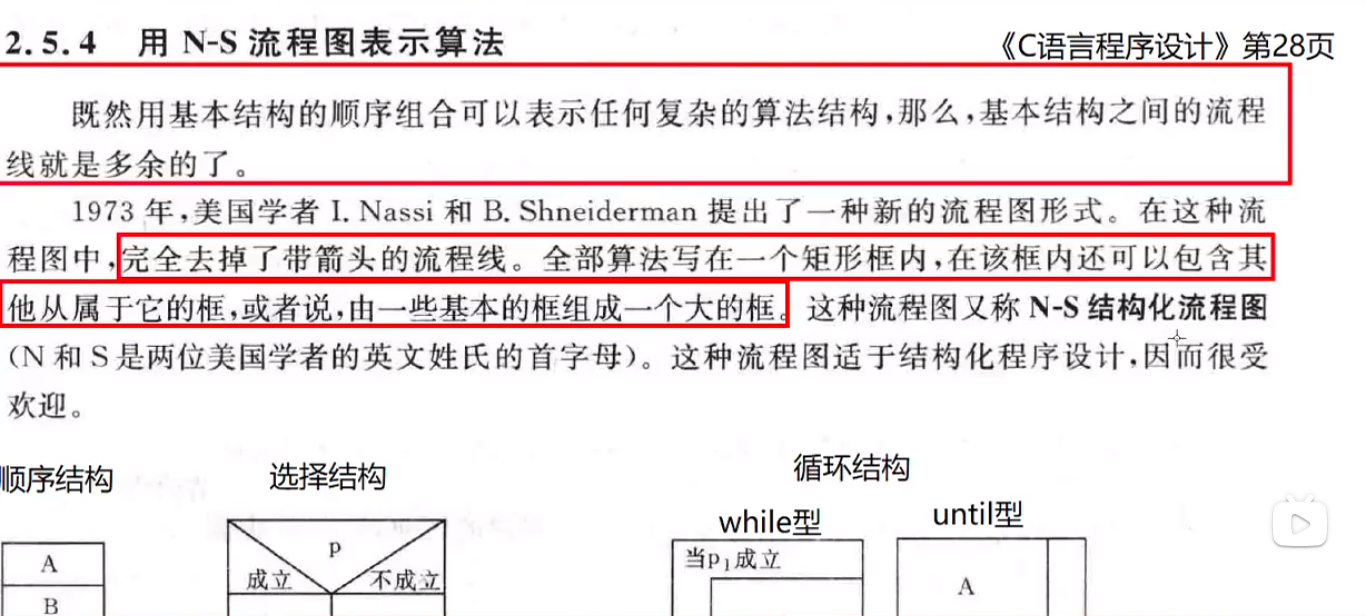 2.5.4 用 N-S 流程图表示算法
《C语言程序设计》第28页
既然用基本结构的顺序组合可以表示任何复杂的算法结构,那么,基本结构之间的流程
线就是多余的了。
1973 年,美国学者 I. Nassi 和 B. Shneiderman 提出了一种新的流程图形式。在这种流
程图中,完全去掉了带箭头的流程线。全部算法写在一个矩形框内,在该框内还可以包含其
他从属于它的框,或者说,由一些基本的框组成一个大的框。这种流程图又称 N-S 结构化流程图
(N 和 S 是两位美国学者的英文姓氏的首字母)。这种流程图适于结构化程序设计,因而很受
欢迎。
顺序结构
选择结构
循环结构
while型
until型
A
B
p
成立
不成立
当p₁成立
A